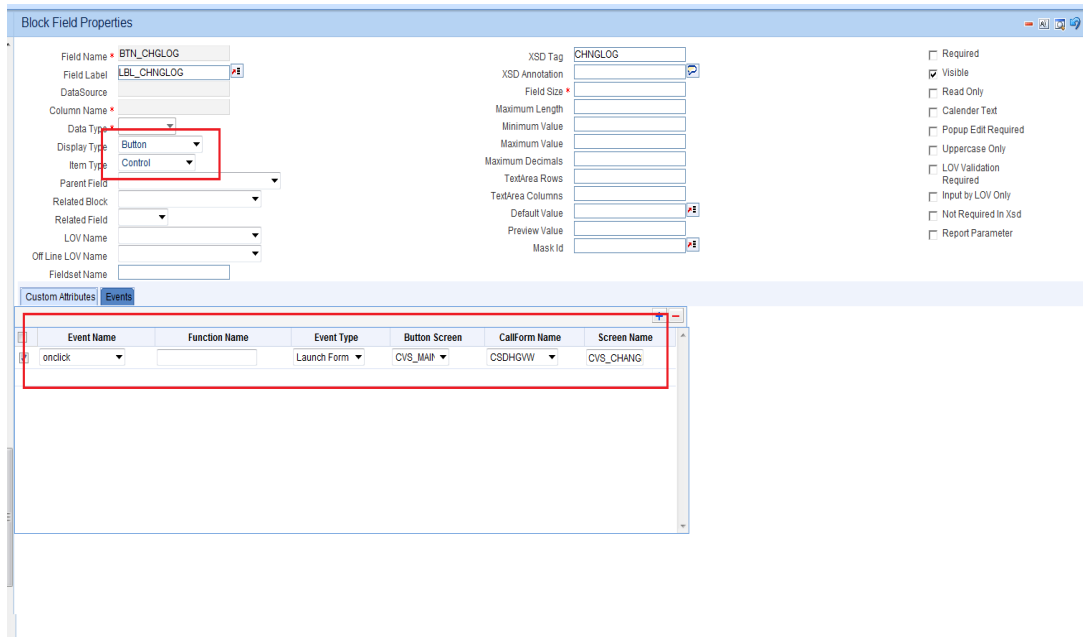 Block Field Properties
Field Name * BTN_CHGLOG
Field Label LBL_CHNGLOG
DataSource
Column Name *
Data Type *
Display Type Button
Item Type Control
Parent Field
Related Block
Related Field
LOV Name
Off Line LOV Name
Fieldset Name
XSD Tag CHNGLOG
XSD Annotation
Field Size *
Maximum Length
Minimum Value
Maximum Value
Maximum Decimals
TextArea Rows
TextArea Columns
Default Value
Preview Value
Mask Id
Required
Visible
Read Only
Calender Text
Popup Edit Required
Uppercase Only
LOV Validation
Required
Input by LOV Only
Not Required In Xsd
Report Parameter
Custom Attributes Events
Event Name Function Name Event Type Button Screen CallForm Name Screen Name
onclick Launch Form CVS_MAIN CSDHGVW CVS_CHANG